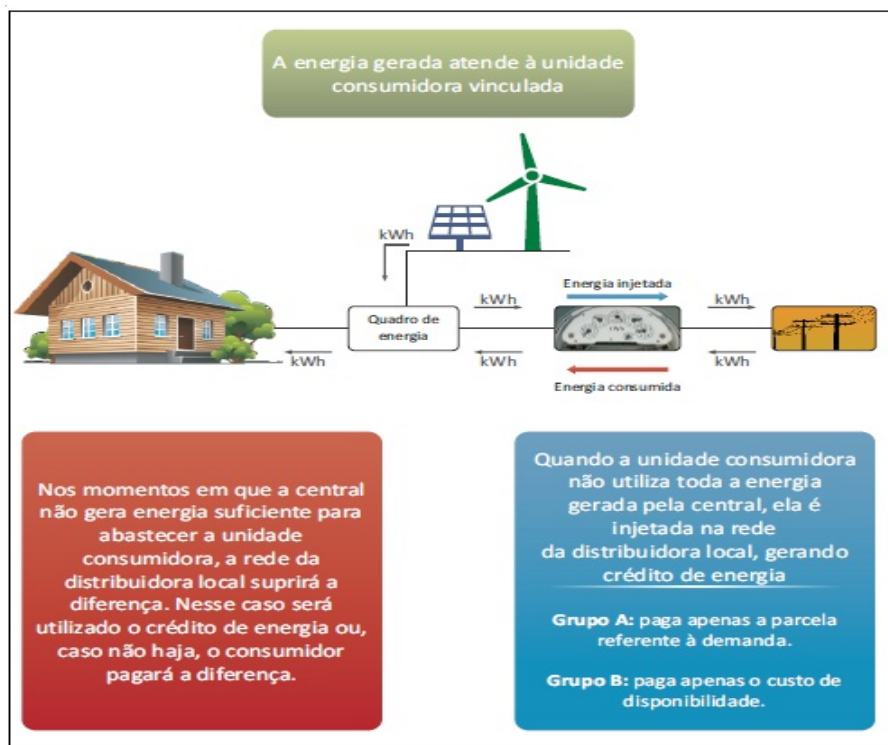 A energia gerada atende à unidade
consumidora vinculada
kWh
Energia injetada
kWh
kWh
Quadro de
energia
kWh
kWh
kWh
Energia consumida
Nos momentos em que a central
não gera energia suficiente para
abastecer a unidade
consumidora, a rede da
distribuidora local suprirá a
diferença. Nesse caso será
utilizado o crédito de energia ou,
caso não haja, o consumidor
pagará a diferença.
Quando a unidade consumidora
não utiliza toda a energia
gerada pela central, ela é
injetada na rede
da distribuidora local, gerando
crédito de energia
Grupo A: paga apenas a parcela
referente à demanda.
Grupo B: paga apenas o custo de
disponibilidade.